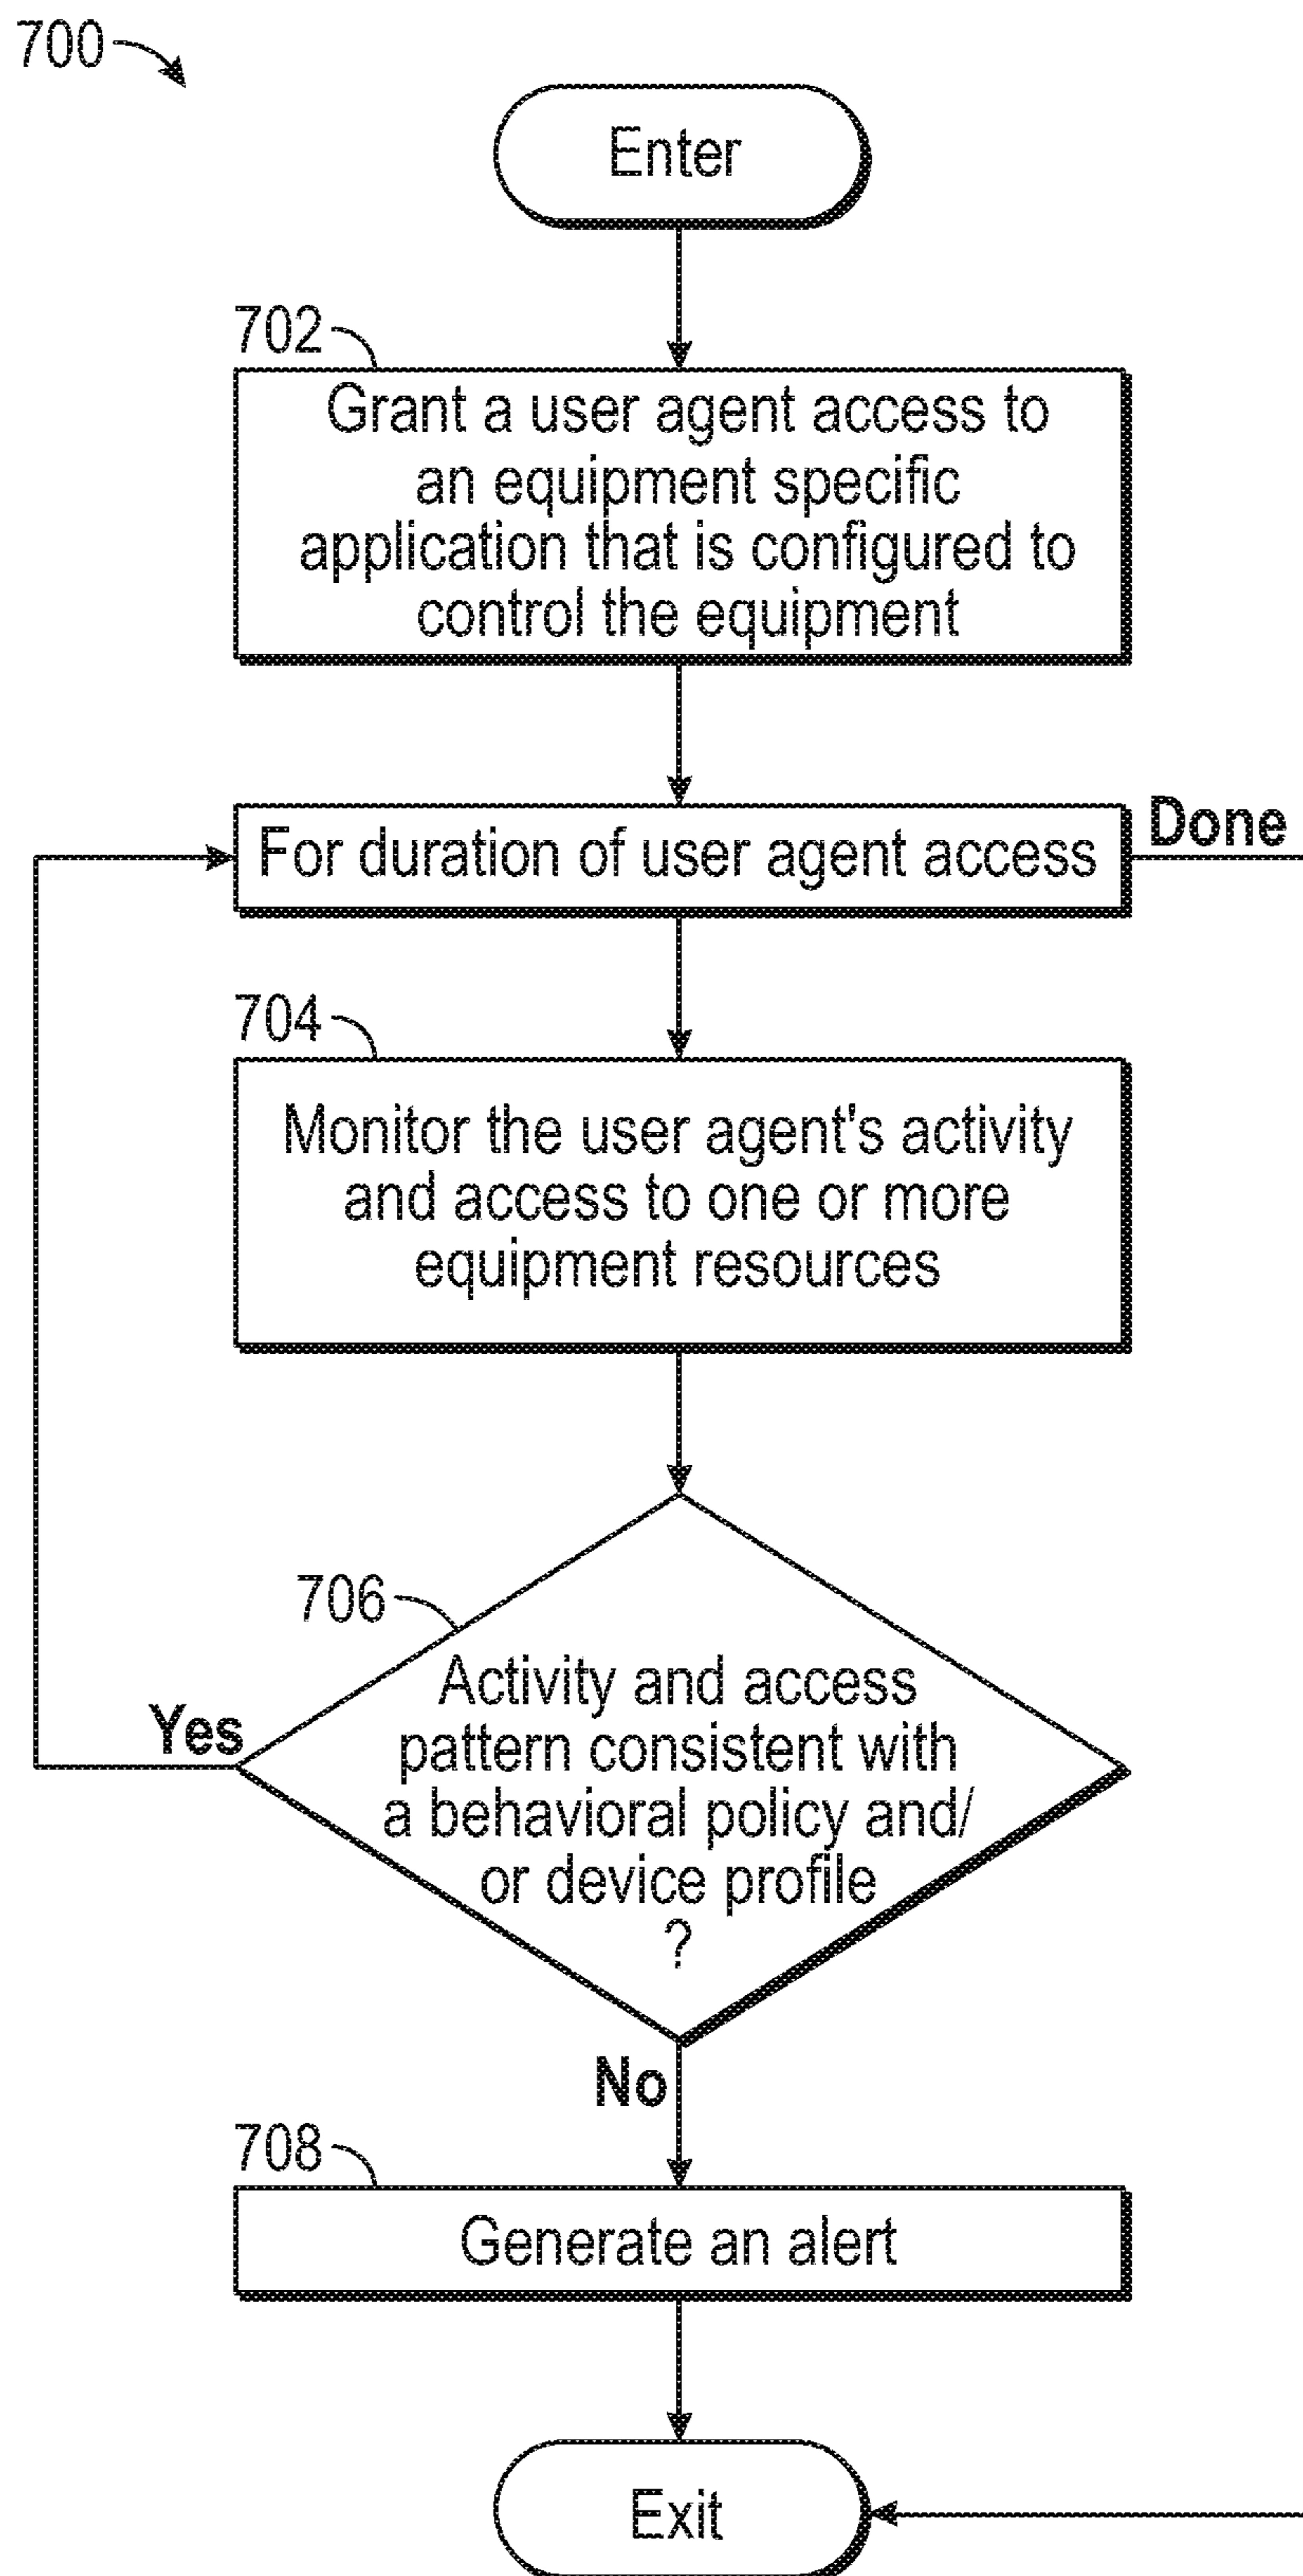 700
Enter
702
Grant a user agent access to
an equipment specific
application that is configured to
control the equipment
For duration of user agent access
Done
704
Monitor the user agent's activity
and access to one or more
equipment resources
706
Activity and access
pattern consistent with
a behavioral policy and/
or device profile
?
Yes
No
708
Generate an alert
Exit